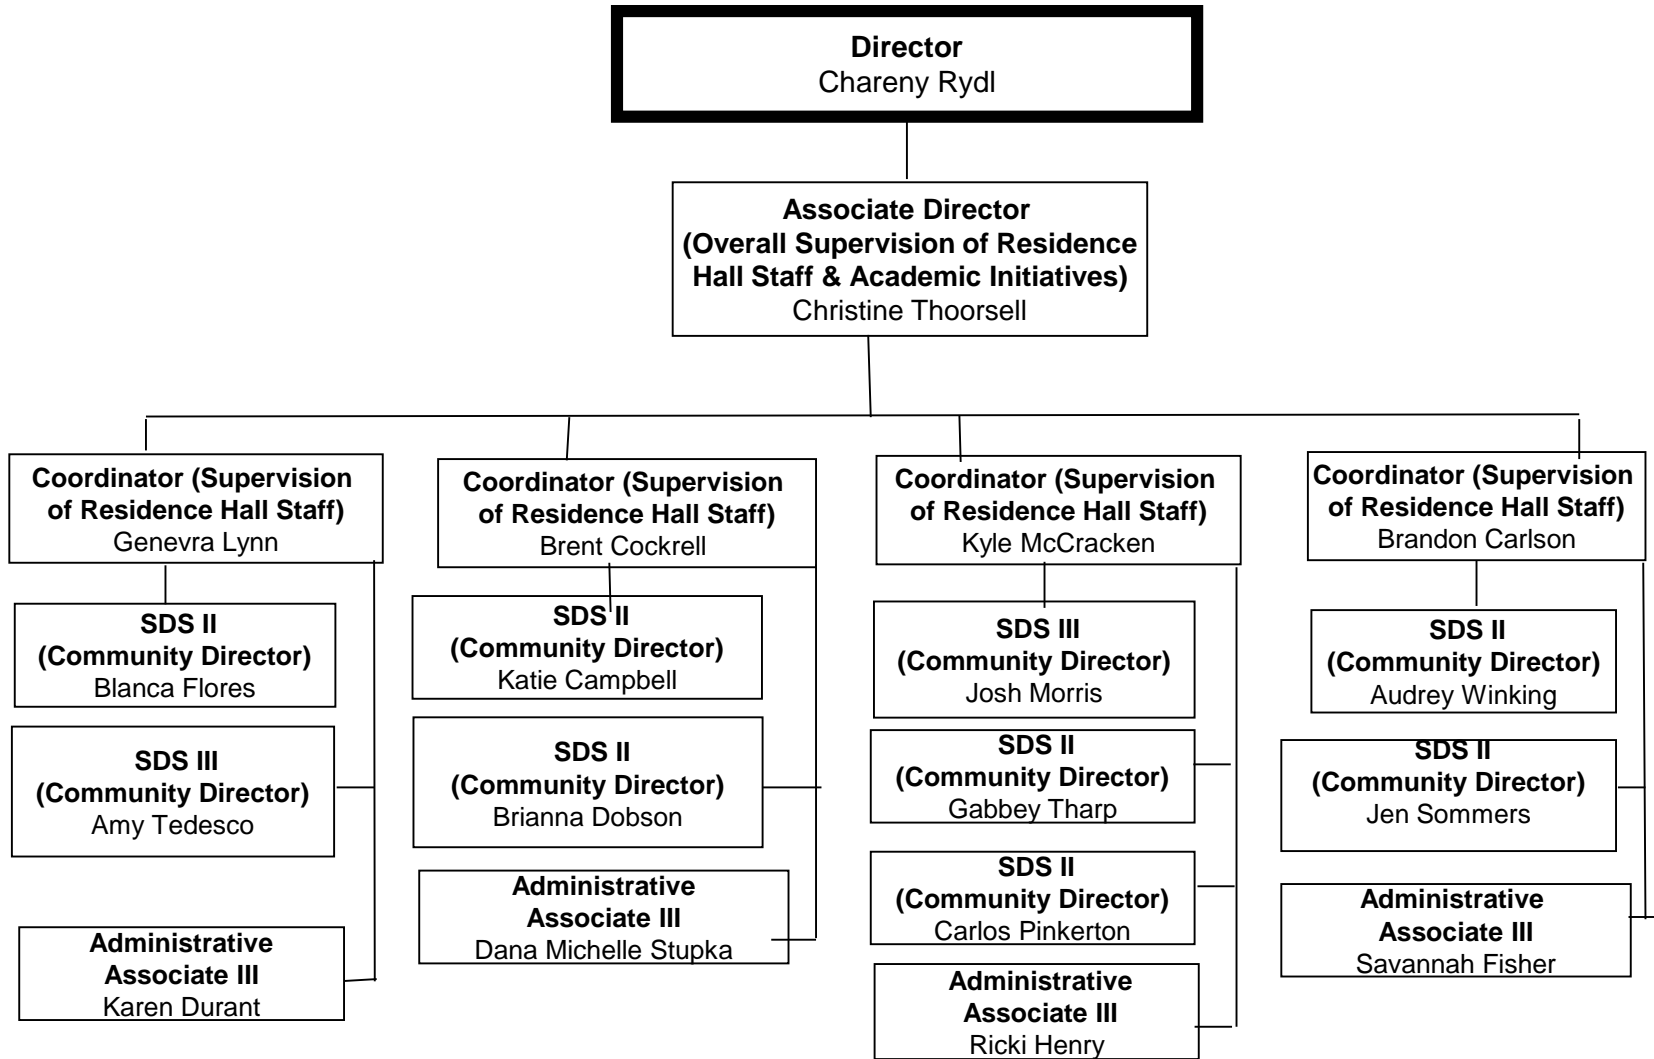 Director
Chareny Rydl
Associate Director
(Overall Supervision of Residence
Hall Staff & Academic Initiatives)
Christine Thoorsell
Coordinator (Supervision
of Residence Hall Staff)
Genevra Lynn
SDS II
(Community Director)
Blanca Flores
SDS III
(Community Director)
Amy Tedesco
Administrative
Associate III
Karen Durant
Coordinator (Supervision
of Residence Hall Staff)
Brent Cockrell
SDS II
(Community Director)
Katie Campbell
SDS II
(Community Director)
Brianna Dobson
Administrative
Associate III
Dana Michelle Stupka
Coordinator (Supervision
of Residence Hall Staff)
Kyle McCracken
SDS III
(Community Director)
Josh Morris
SDS II
(Community Director)
Gabbey Tharp
SDS II
(Community Director)
Carlos Pinkerton
Administrative
Associate III
Ricki Henry
Coordinator (Supervision
of Residence Hall Staff)
Brandon Carlson
SDS II
(Community Director)
Audrey Winking
SDS II
(Community Director)
Jen Sommers
Administrative
Associate III
Savannah Fisher